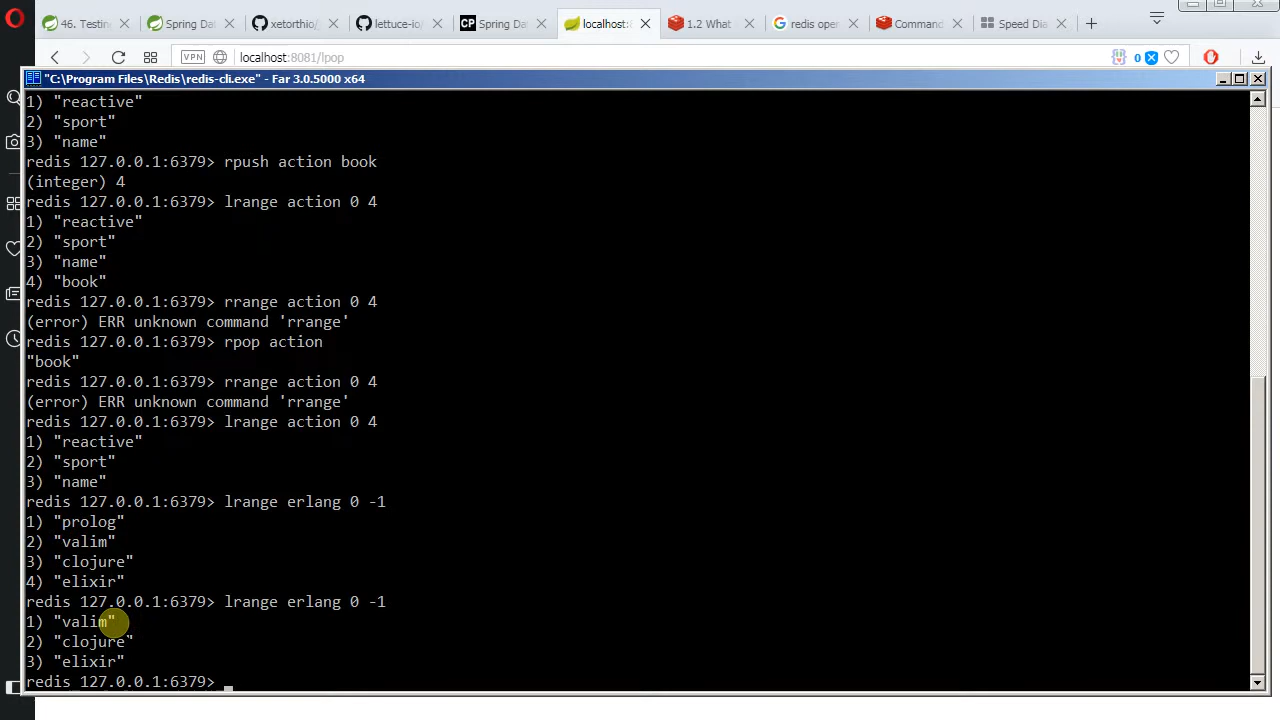 46. Testing
Spring Dat
xetorthio/
lettuce-io/
CP Spring Da
localhost:
1.2 What
redis oper
Command
Speed Dia
VPN localhost:8081/lpop
0
"C:\Program Files\Redis\redis-cli.exe" - Far 3.0.5000 x64
1) "reactive"
2) "sport"
3) "name"
redis 127.0.0.1:6379> rpush action book
(integer) 4
redis 127.0.0.1:6379> lrange action 0 4
1) "reactive"
2) "sport"
3) "name"
4) "book"
redis 127.0.0.1:6379> rrange action 0 4
(error) ERR unknown command 'rrange'
redis 127.0.0.1:6379> rpop action
"book"
redis 127.0.0.1:6379> rrange action 0 4
(error) ERR unknown command 'rrange'
redis 127.0.0.1:6379> lrange action 0 4
1) "reactive"
2) "sport"
3) "name"
redis 127.0.0.1:6379> lrange erlang 0 -1
1) "prolog"
2) "valim"
3) "clojure"
4) "elixir"
redis 127.0.0.1:6379> lrange erlang 0 -1
1) "valim"
2) "clojure"
3) "elixir"
redis 127.0.0.1:6379>